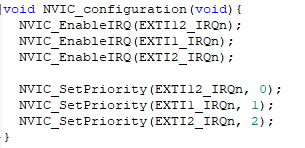 void NVIC_configuration(void){
NVIC_EnableIRQ(EXTI12_IRQn);
NVIC_EnableIRQ(EXTI1_IRQn);
NVIC_EnableIRQ(EXTI2_IRQn);
NVIC_SetPriority(EXTI12_IRQn, 0);
NVIC_SetPriority(EXTI1_IRQn, 1);
NVIC_SetPriority(EXTI2_IRQn, 2);
}